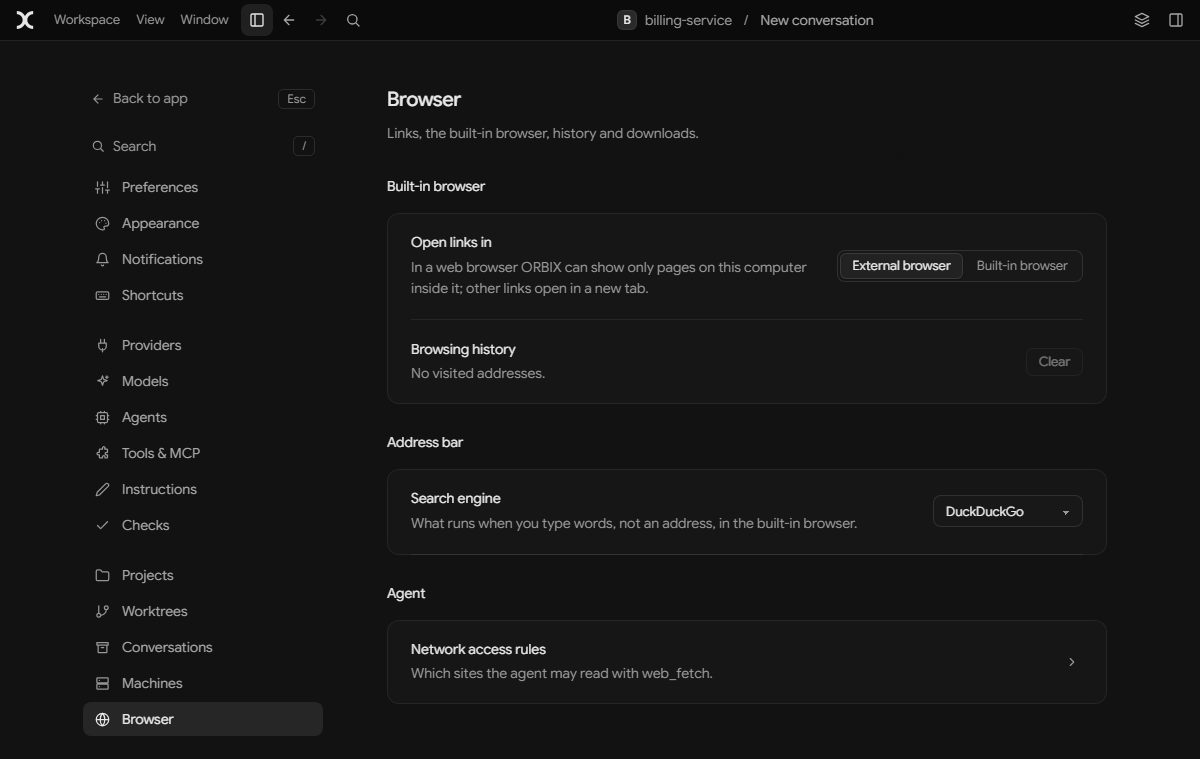 Workspace View Window
B billing-service / New conversation
Back to app Esc
Search /
Preferences
Appearance
Notifications
Shortcuts
Providers
Models
Agents
Tools & MCP
Instructions
Checks
Projects
Worktrees
Conversations
Machines
Browser
Browser
Links, the built-in browser, history and downloads.
Built-in browser
Open links in
In a web browser ORBIX can show only pages on this computer
inside it; other links open in a new tab.
External browser Built-in browser
Browsing history
No visited addresses.
Clear
Address bar
Search engine
What runs when you type words, not an address, in the built-in browser.
DuckDuckGo
Agent
Network access rules
Which sites the agent may read with web_fetch.